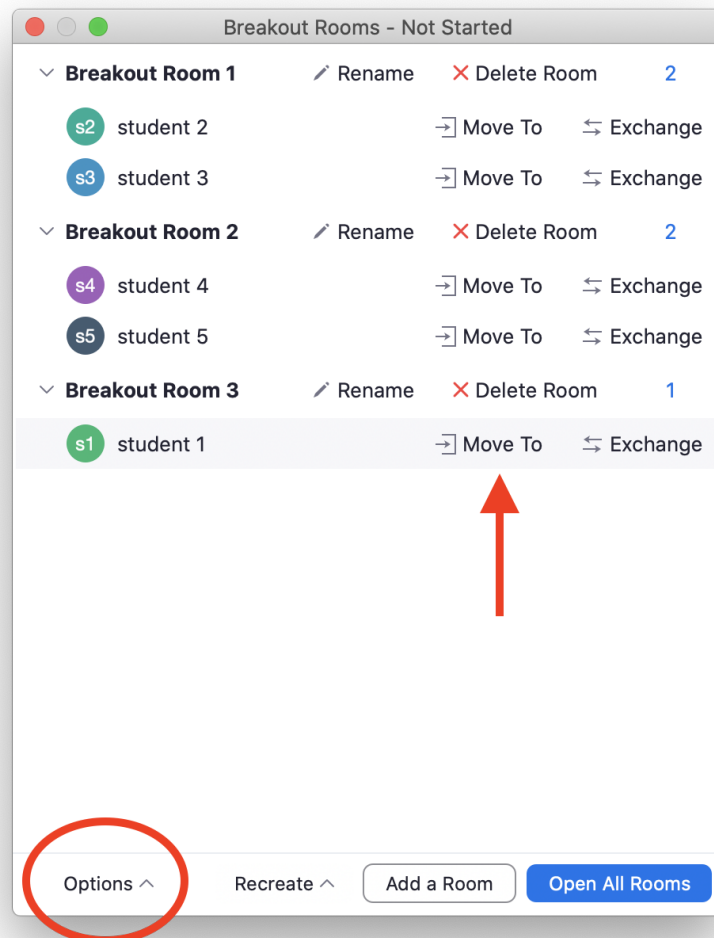 Breakout Rooms - Not Started
Breakout Room 1 Rename Delete Room 2
s2 student 2 Move To Exchange
s3 student 3 Move To Exchange
Breakout Room 2 Rename Delete Room 2
s4 student 4 Move To Exchange
s5 student 5 Move To Exchange
Breakout Room 3 Rename Delete Room 1
s1 student 1 Move To Exchange
Options Recreate Add a Room Open All Rooms